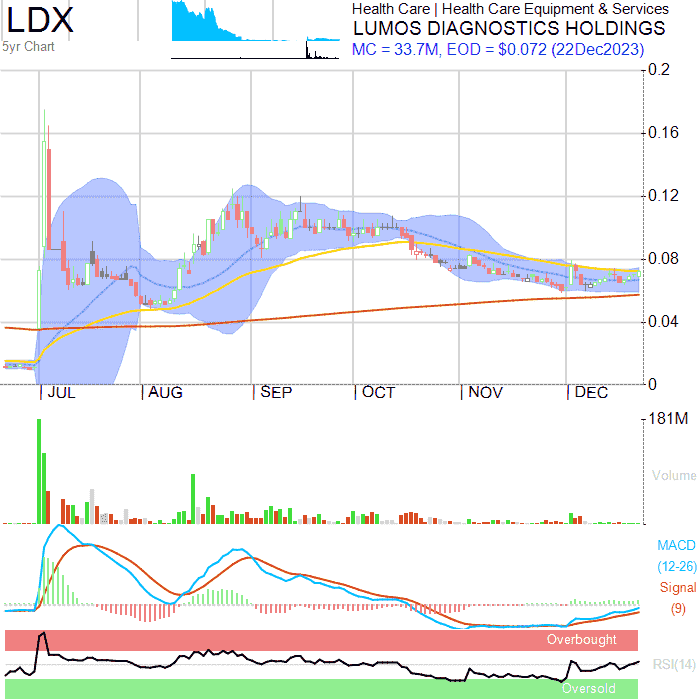 LDX
5yr Chart
Health Care | Health Care Equipment & Services
LUMOS DIAGNOSTICS HOLDINGS
MC = 33.7M, EOD = $0.072 (22Dec2023)
0.2
0.16
0.12
0.08
0.04
0
JUL AUG SEP OCT NOV DEC
181M
Volume
MACD
(12-26)
Signal
(9)
Overbought
RSI(14)
Oversold